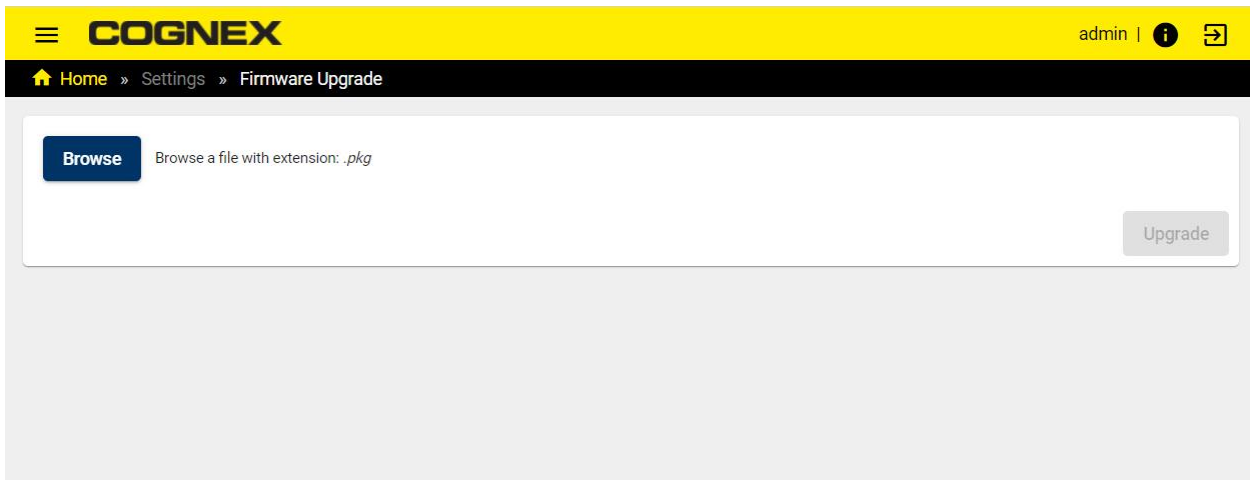 COGNEX
admin |
Home » Settings » Firmware Upgrade
Browse
Browse a file with extension: .pkg
Upgrade